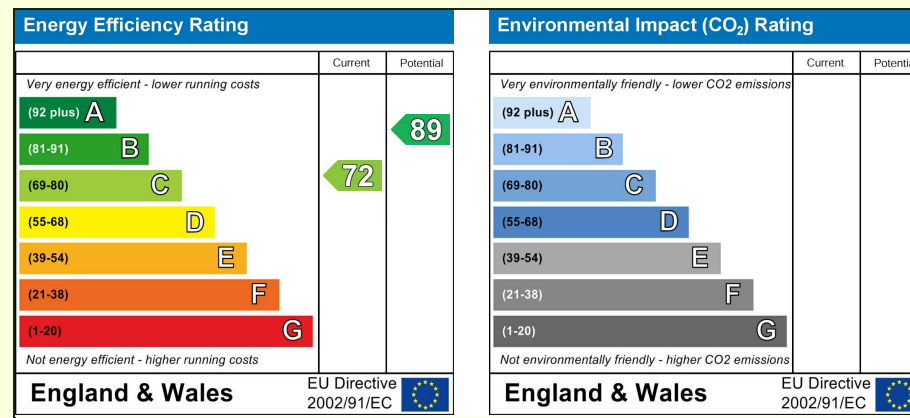 Energy Efficiency Rating
Current Potential
Very energy efficient - lower running costs
(92 plus) A
(81-91) B
(69-80) C
(55-68) D
(39-54) E
(21-38) F
(1-20) G
72
89
Not energy efficient - higher running costs
England & Wales
EU Directive
2002/91/EC
Environmental Impact (CO₂) Rating
Current Potential
Very environmentally friendly - lower CO2 emissions
(92 plus) A
(81-91) B
(69-80) C
(55-68) D
(39-54) E
(21-38) F
(1-20) G
Not environmentally friendly - higher CO2 emissions
England & Wales
EU Directive
2002/91/EC